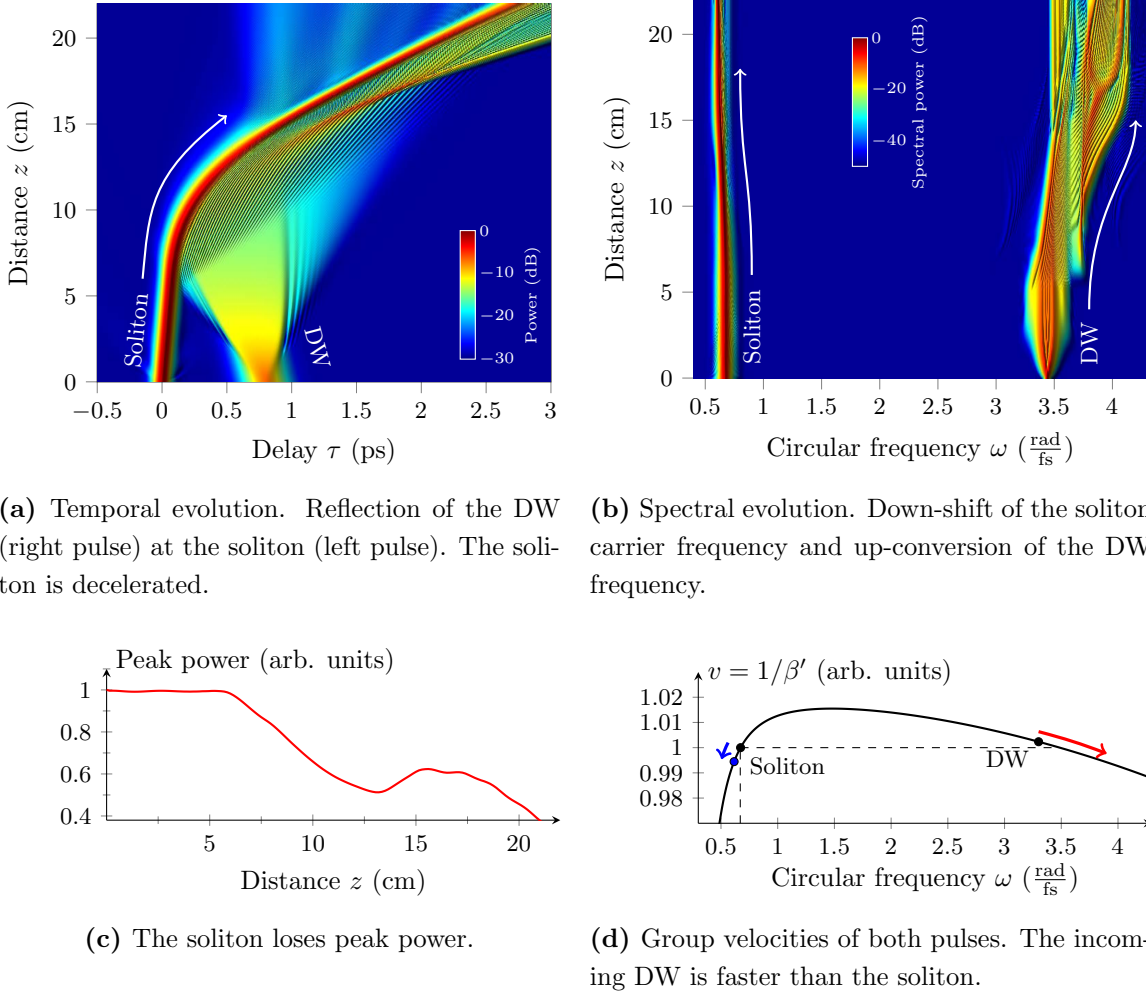 20
15
10
5
0
Distance z (cm)
Soliton
DW
0
−10
−20
−30
Power (dB)
−0.5 0 0.5 1 1.5 2 2.5 3
Delay τ (ps)
20
15
10
5
0
Distance z (cm)
0
−20
−40
Spectral power (dB)
Soliton
DW
0.5 1 1.5 2 2.5 3 3.5 4
Circular frequency ω (rad/fs)
(a) Temporal evolution. Reflection of the DW
(right pulse) at the soliton (left pulse). The soli-
ton is decelerated.
(b) Spectral evolution. Down-shift of the soliton
carrier frequency and up-conversion of the DW
frequency.
Peak power (arb. units)
1
0.8
0.6
0.4
5 10 15 20
Distance z (cm)
v = 1/β′ (arb. units)
1.02
1.01
1
0.99
0.98
Soliton
DW
0.5 1 1.5 2 2.5 3 3.5 4
Circular frequency ω (rad/fs)
(c) The soliton loses peak power.
(d) Group velocities of both pulses. The incom-
ing DW is faster than the soliton.